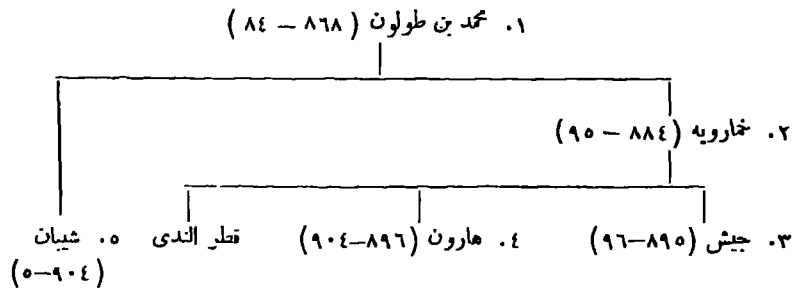 ١. محمد بن طولون (٨٦٨ – ٨٤)
٢. خمارويه (٨٨٤ – ٩٥)
٣. جيش (٨٩٥–٩٦) ٤. هارون (٨٩٦–٩٠٤) قطر الندى ٥. شيبان
(٩٠٤–٥)